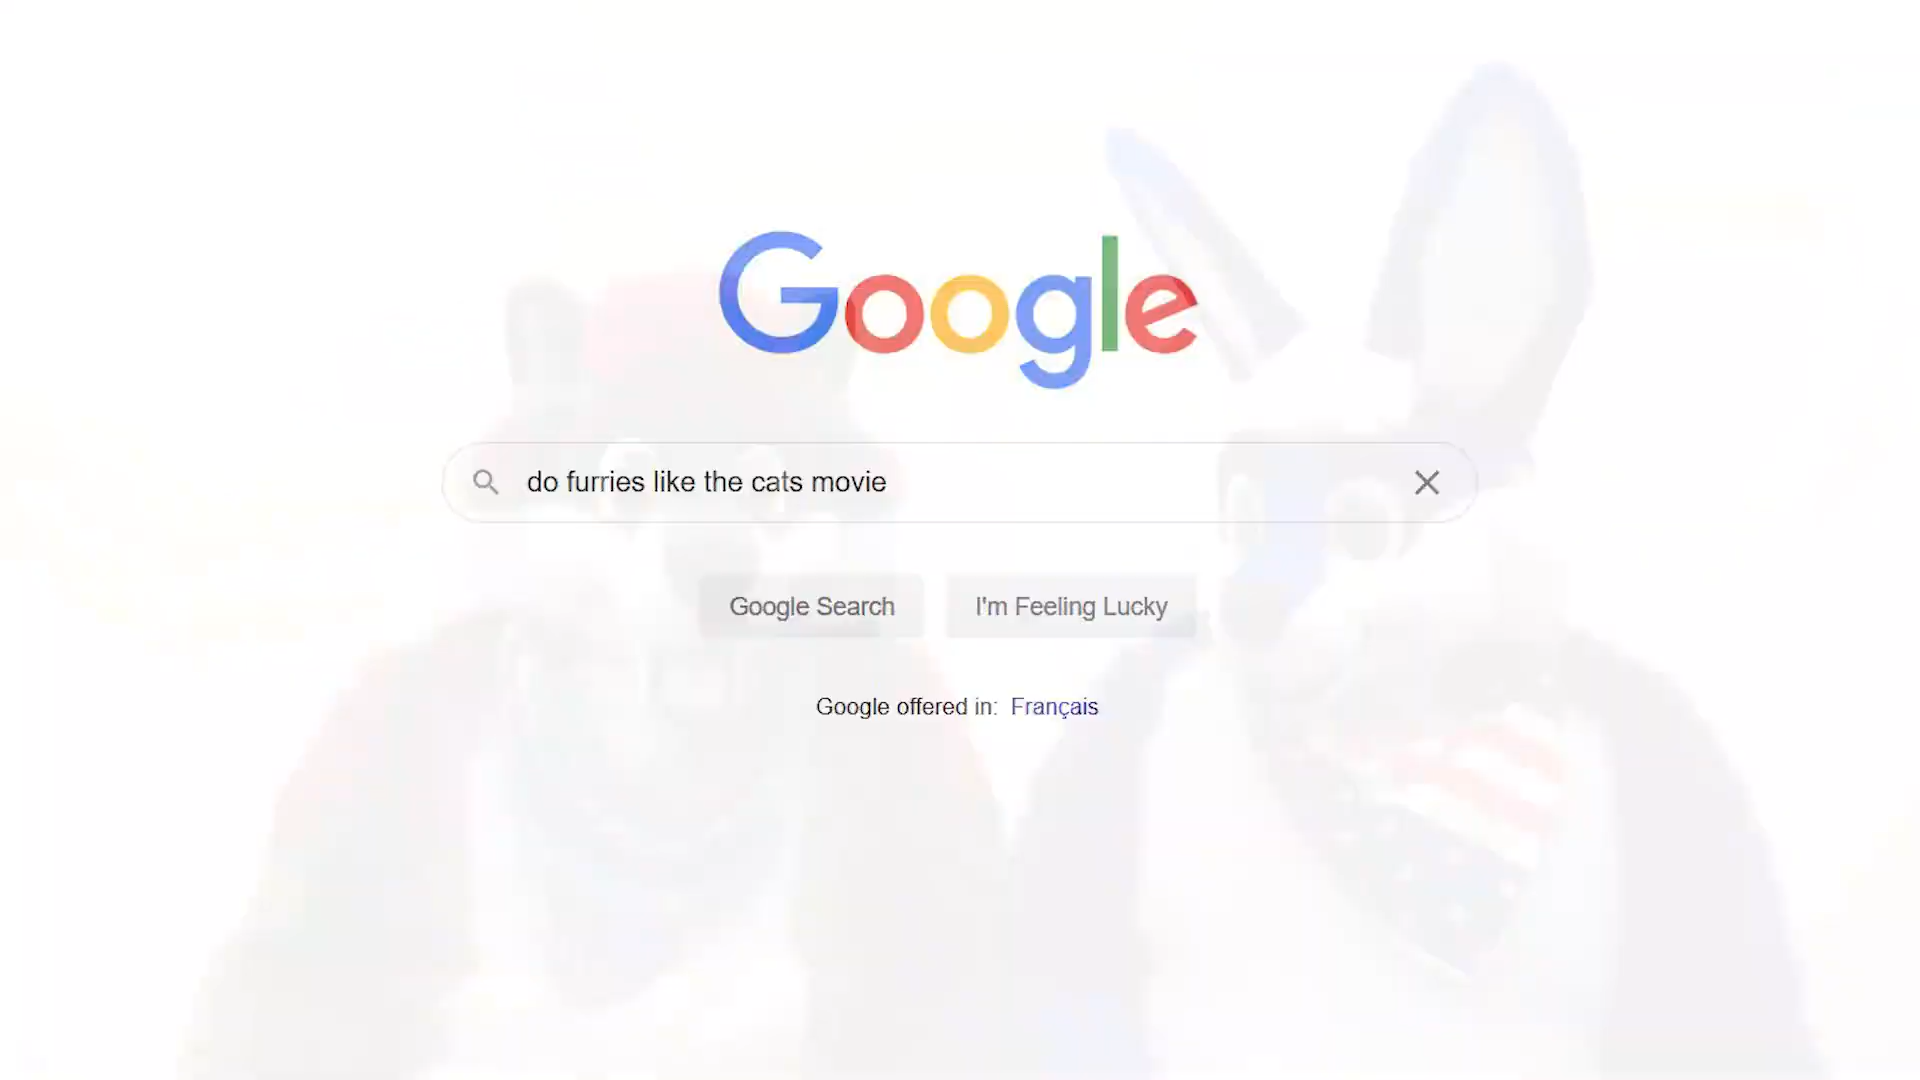 Google
do furries like the cats movie
Google Search
I'm Feeling Lucky
Google offered in: Français